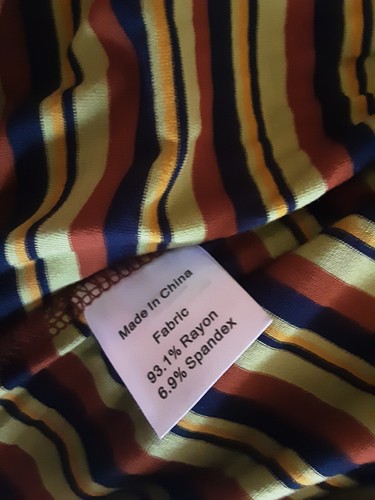 Made In China
Fabric
93.1% Rayon
6.9% Spandex